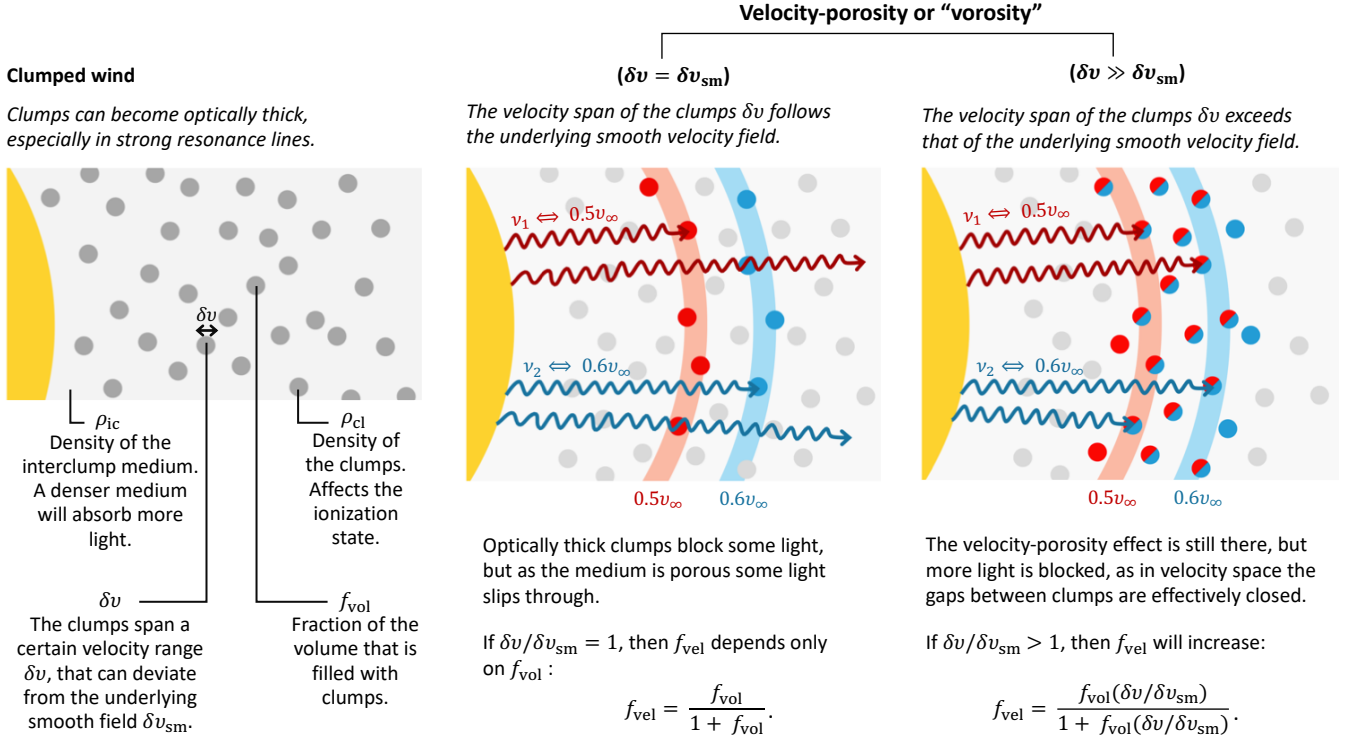 Velocity-porosity or “vorosity”
Clumped wind
Clumps can become optically thick,
especially in strong resonance lines.
δυ
ρic
Density of the
interclump medium.
A denser medium
will absorb more
light.
ρcl
Density of
the clumps.
Affects the
ionization
state.
δυ
The clumps span a
certain velocity range
δυ, that can deviate
from the underlying
smooth field δυsm.
fvol
Fraction of the
volume that is
filled with
clumps.
(δυ = δυsm)
The velocity span of the clumps δυ follows
the underlying smooth velocity field.
ν1 ⇔ 0.5υ∞
ν2 ⇔ 0.6υ∞
0.5υ∞ 0.6υ∞
Optically thick clumps block some light,
but as the medium is porous some light
slips through.
If δυ/δυsm = 1, then fvel depends only
on fvol :
fvel = fvol / (1 + fvol).
(δυ ≫ δυsm)
The velocity span of the clumps δυ exceeds
that of the underlying smooth velocity field.
ν1 ⇔ 0.5υ∞
ν2 ⇔ 0.6υ∞
0.5υ∞ 0.6υ∞
The velocity-porosity effect is still there, but
more light is blocked, as in velocity space the
gaps between clumps are effectively closed.
If δυ/δυsm > 1, then fvel will increase:
fvel = fvol(δυ/δυsm) / (1 + fvol(δυ/δυsm)).